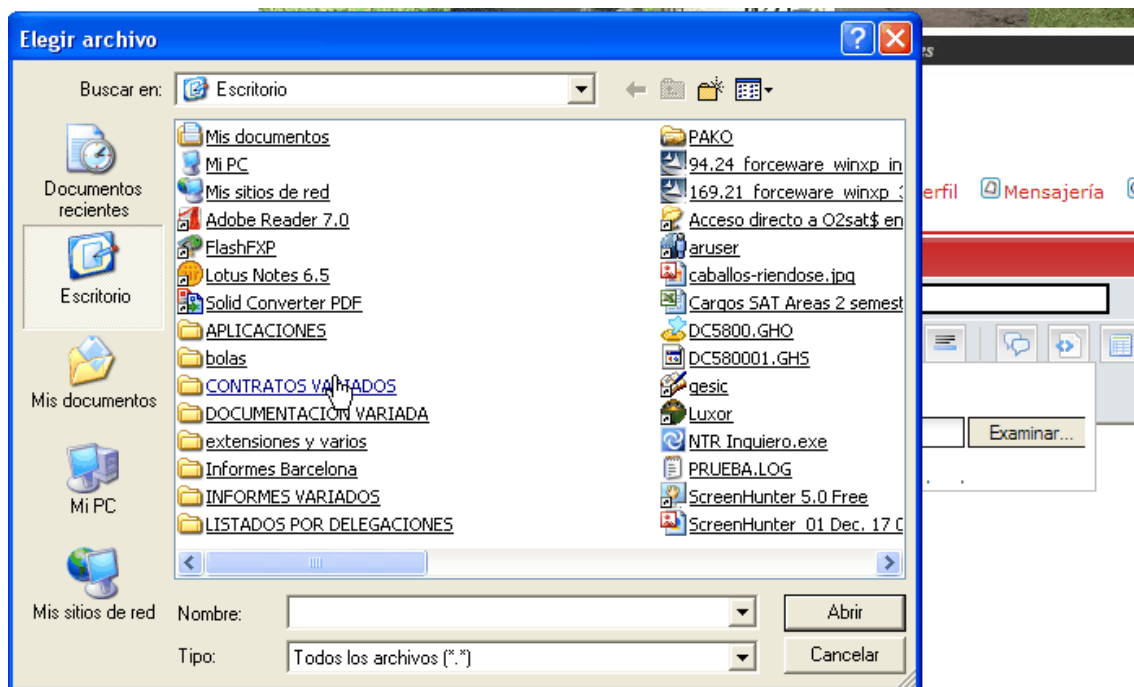 Elegir archivo
es
Buscar en: Escritorio
Mis documentos
Mi PC
Mis sitios de red
Adobe Reader 7.0
FlashFXP
Lotus Notes 6.5
Solid Converter PDF
APLICACIONES
bolas
CONTRATOS VARIADOS
DOCUMENTACION VARIADA
extensiones y varios
Informes Barcelona
INFORMES VARIADOS
LISTADOS POR DELEGACIONES
PAKO
94.24_forceware_winxp_in
169.21_forceware_winxp_3
Acceso directo a O2sat$ en
aruser
caballos-riendose.jpg
Cargos SAT Areas 2 semest
DC5800.GHO
DC580001.GHS
gesic
Luxor
NTR Inquiero.exe
PRUEBA.LOG
ScreenHunter 5.0 Free
ScreenHunter_01 Dec. 17 0
Documentos
recientes
Escritorio
Mis documentos
Mi PC
Mis sitios de red
Nombre:
Abrir
Tipo: Todos los archivos (*.*)
Cancelar
erfil
Mensajería
Examinar...